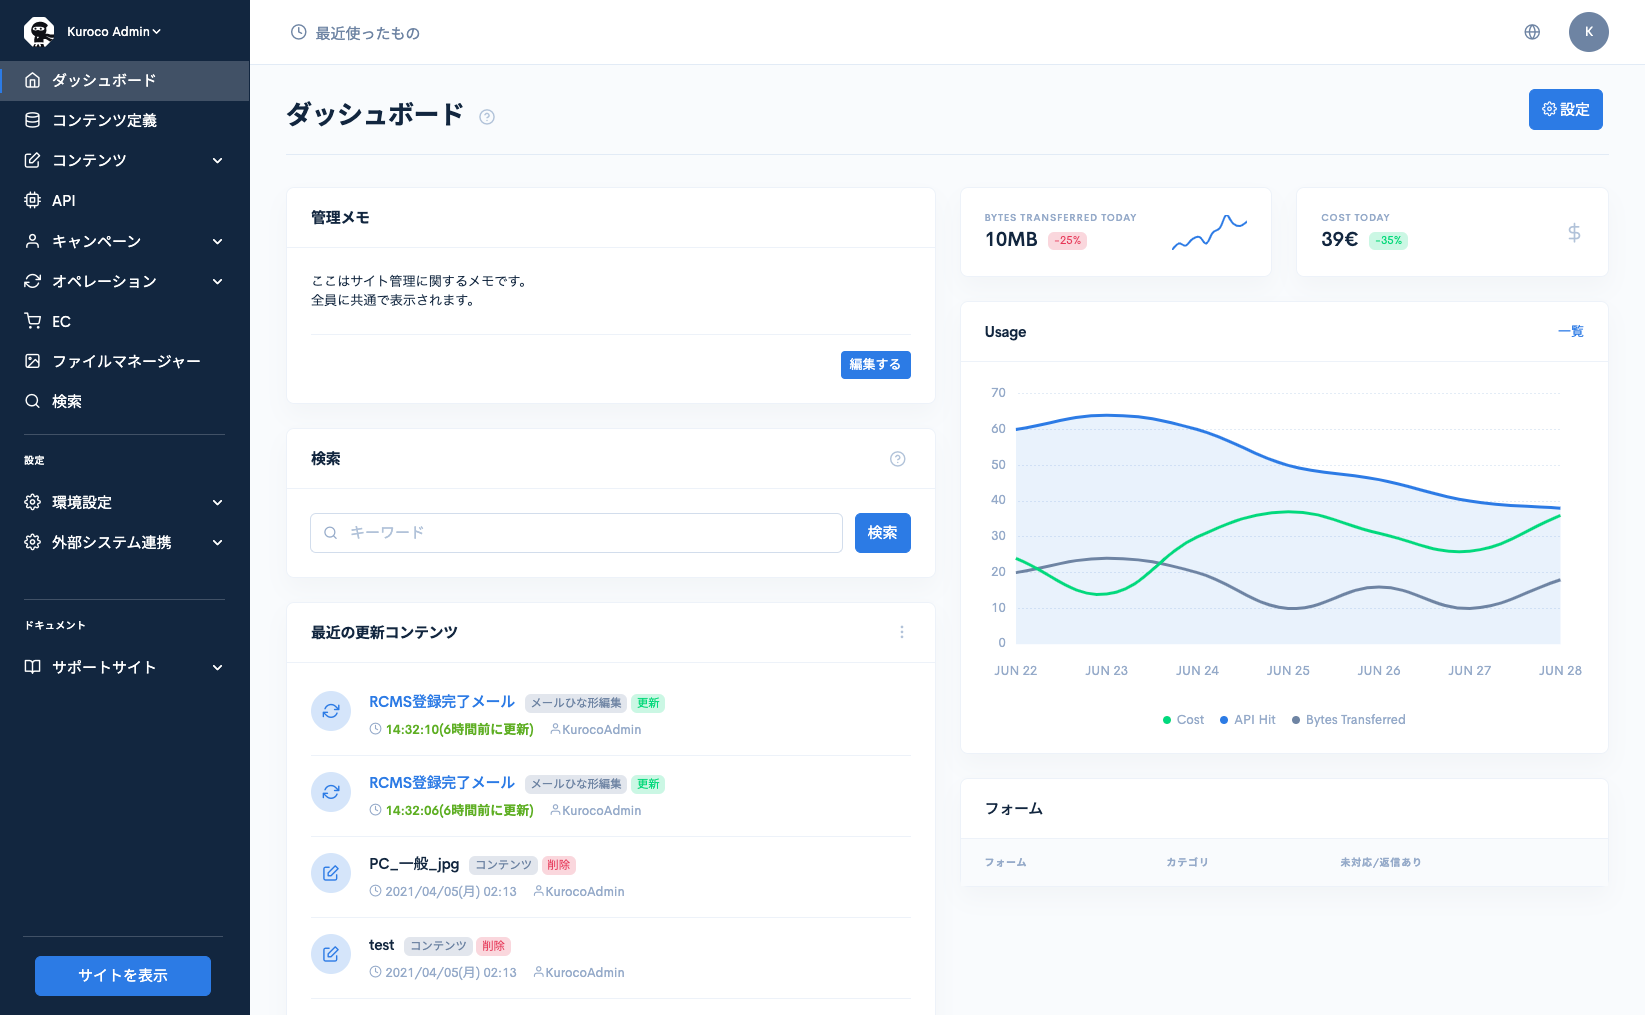 Kuroco Admin
ダッシュボード
コンテンツ定義
コンテンツ
API
キャンペーン
オペレーション
EC
ファイルマネージャー
検索
設定
環境設定
外部システム連携
ドキュメント
サポートサイト
サイトを表示
最近使ったもの
K
ダッシュボード
設定
管理メモ
ここはサイト管理に関するメモです。
全員に共通で表示されます。
編集する
検索
キーワード
検索
最近の更新コンテンツ
RCMS登録完了メール メールひな形編集 更新
14:32:10(6時間前に更新) KurocoAdmin
RCMS登録完了メール メールひな形編集 更新
14:32:06(6時間前に更新) KurocoAdmin
PC_一般_jpg コンテンツ 削除
2021/04/05(月) 02:13 KurocoAdmin
test コンテンツ 削除
2021/04/05(月) 02:13 KurocoAdmin
BYTES TRANSFERRED TODAY
10MB -25%
COST TODAY
39€ -35%
$
Usage 一覧
70
60
50
40
30
20
10
0
JUN 22 JUN 23 JUN 24 JUN 25 JUN 26 JUN 27 JUN 28
Cost API Hit Bytes Transferred
フォーム
フォーム カテゴリ 未対応/返信あり